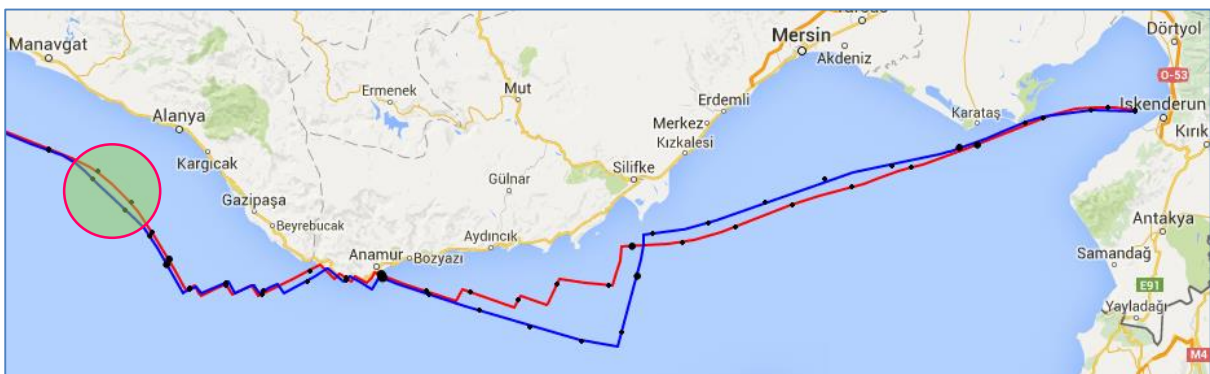 Manavgat
Mersin
Akdeniz
Dörtyol
O-53
Ermenek
Mut
Alanya
Erdemli
Karataş
Iskenderun
Merkez
Kırık
Kızkalesi
Kargıcak
Silifke
Gülnar
Gazipaşa
Antakya
Beyrebucak
Aydıncık
Anamur
Bozyazı
Samandağ
E91
Yayladağı
M4